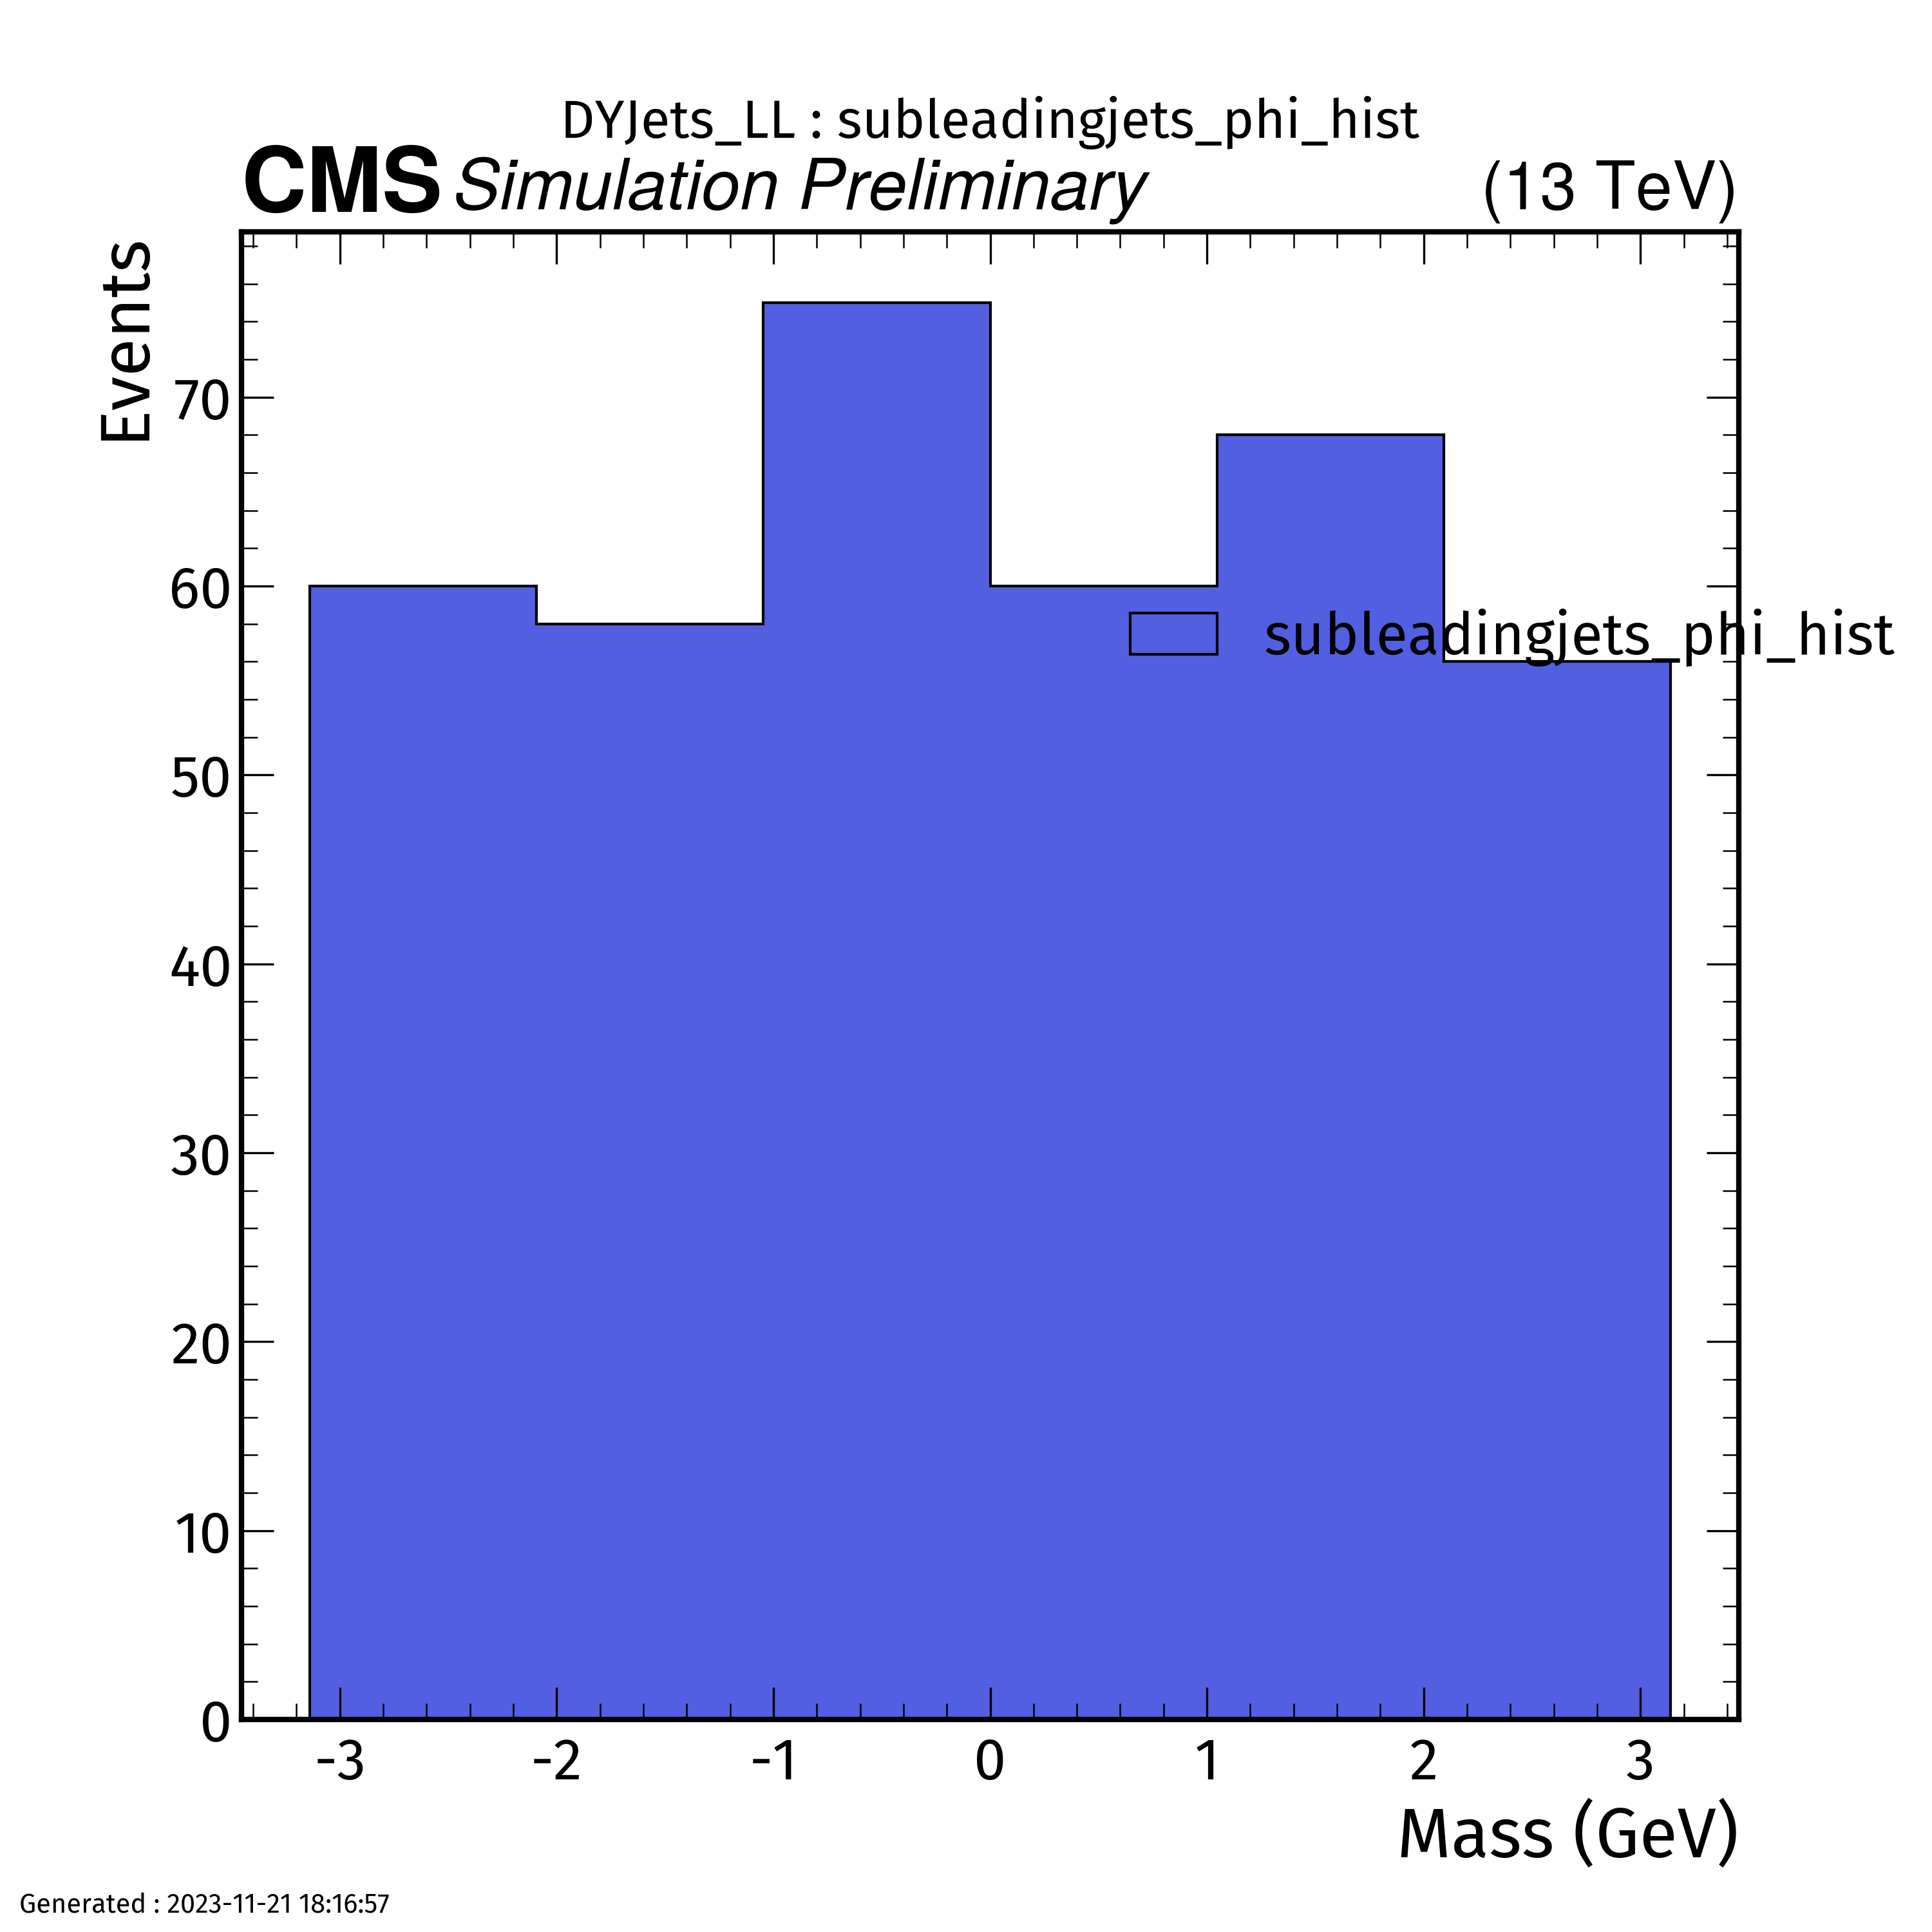 DYJets_LL : subleadingjets_phi_hist
CMS Simulation Preliminary (13 TeV)
Events
70
60
subleadingjets_phi_hist
50
40
30
20
10
0
-3 -2 -1 0 1 2 3
Mass (GeV)
Generated : 2023-11-21 18:16:57